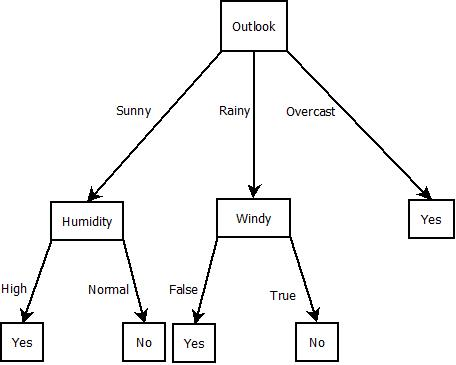 Outlook
Sunny
Rainy
Overcast
Humidity
Windy
Yes
High
Normal
False
True
Yes
No
Yes
No